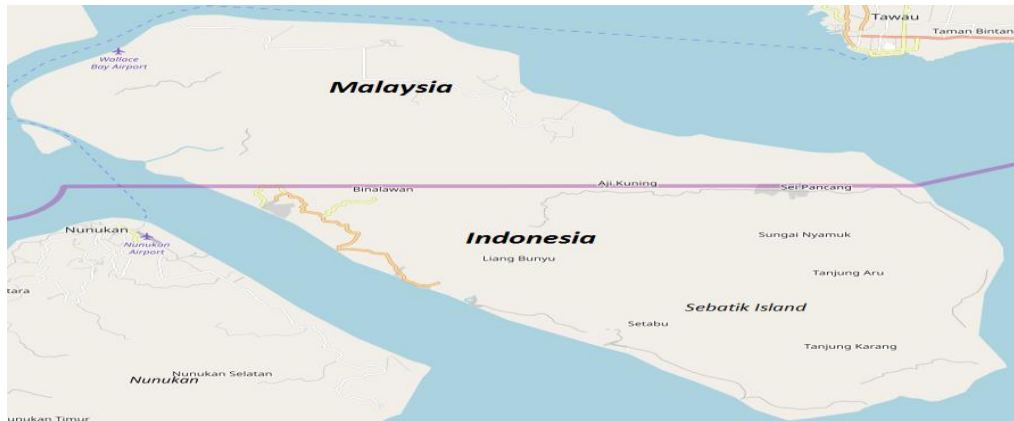 Tawau
Taman Bintan
Wallace
Bay Airport
Malaysia
Binalawan
Aji Kuning
Sei Pancang
Nunukan
Nunukan
Airport
Indonesia
Sungai Nyamuk
Liang Bunyu
Tanjung Aru
tara
Sebatik Island
Setabu
Tanjung Karang
Nunukan Selatan
Nunukan
unukan Timur